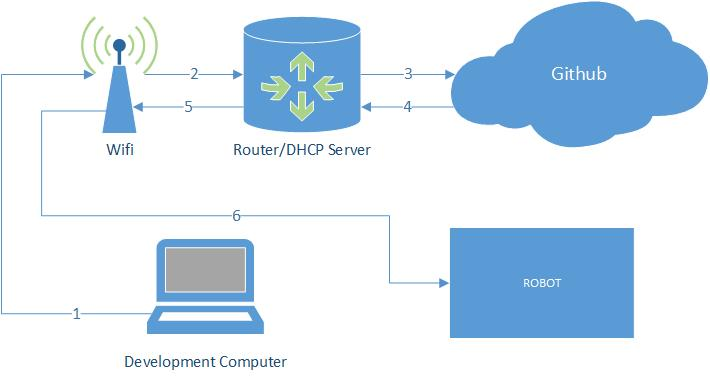 2
3
Github
5
4
Wifi
Router/DHCP Server
6
ROBOT
1
Development Computer